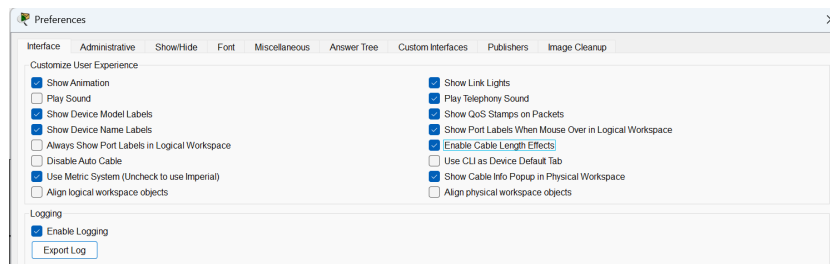 Preferences
Interface Administrative Show/Hide Font Miscellaneous Answer Tree Custom Interfaces Publishers Image Cleanup
Customize User Experience
Show Animation
Play Sound
Show Device Model Labels
Show Device Name Labels
Always Show Port Labels in Logical Workspace
Disable Auto Cable
Use Metric System (Uncheck to use Imperial)
Align logical workspace objects
Show Link Lights
Play Telephony Sound
Show QoS Stamps on Packets
Show Port Labels When Mouse Over in Logical Workspace
Enable Cable Length Effects
Use CLI as Device Default Tab
Show Cable Info Popup in Physical Workspace
Align physical workspace objects
Logging
Enable Logging
Export Log